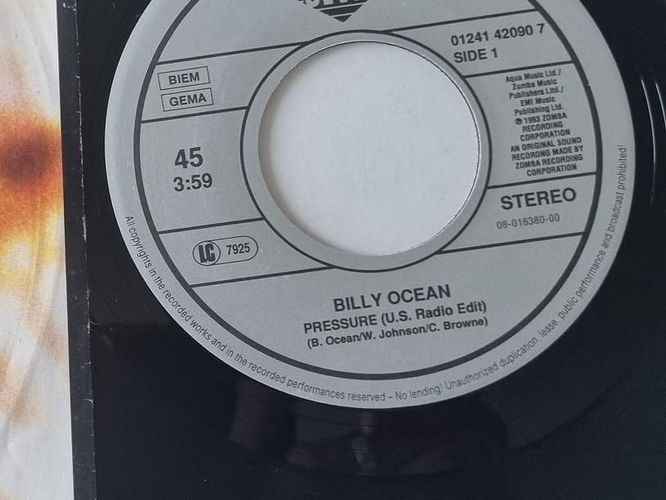 01241 42090 7
SIDE 1
BIEM
GEMA
Aqua Music Ltd./
Zomba Music
Publishers Ltd./
EMI Music
Publishing Ltd.
℗ 1993 ZOMBA
RECORDING
CORPORATION
AN ORIGINAL SOUND
RECORDING MADE BY
ZOMBA RECORDING
CORPORATION
45
3:59
STEREO
08-016380-00
LC 7925
BILLY OCEAN
PRESSURE (U.S. Radio Edit)
(B. Ocean/W. Johnson/C. Browne)
All copyrights in the recorded works and in the recorded performances reserved – No lending! Unauthorized duplication, lease, public performance and broadcast prohibited!